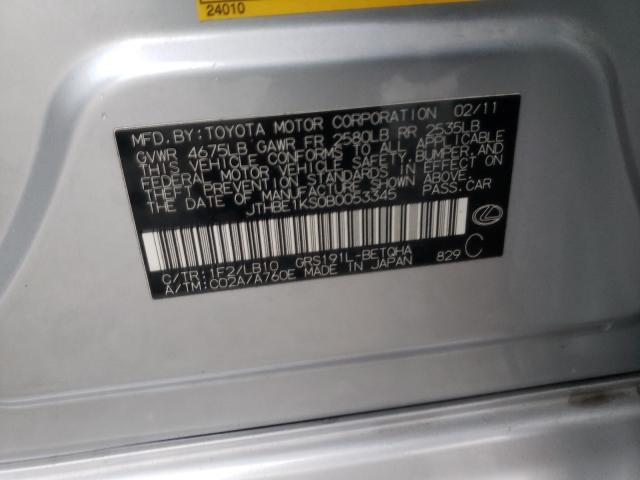 24010
MFD.BY:TOYOTA MOTOR CORPORATION 02/11
GVWR 4675LB GAWR FR 2580LB RR 2535LB
THIS VEHICLE CONFORMS TO ALL APPLICABLE
FEDERAL MOTOR VEHICLE SAFETY, BUMPER, AND
THEFT PREVENTION STANDARDS IN EFFECT ON
THE DATE OF MANUFACTURE SHOWN ABOVE.
JTHBE1KS0B0053345 PASS.CAR
C/TR:1F2/LB10 GRS191L-BETQHA
A/TM:C02A/A760E MADE IN JAPAN 829 C